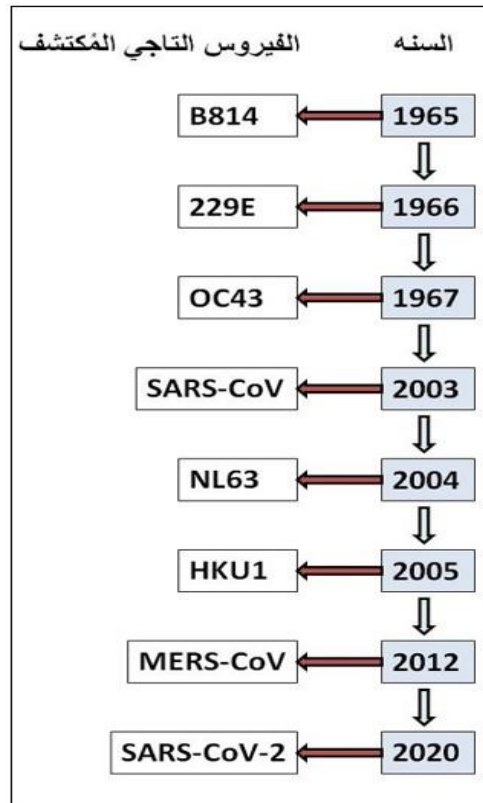 السنه الفيروس التاجي المُكتشف
1965 B814
1966 229E
1967 OC43
2003 SARS-CoV
2004 NL63
2005 HKU1
2012 MERS-CoV
2020 SARS-CoV-2